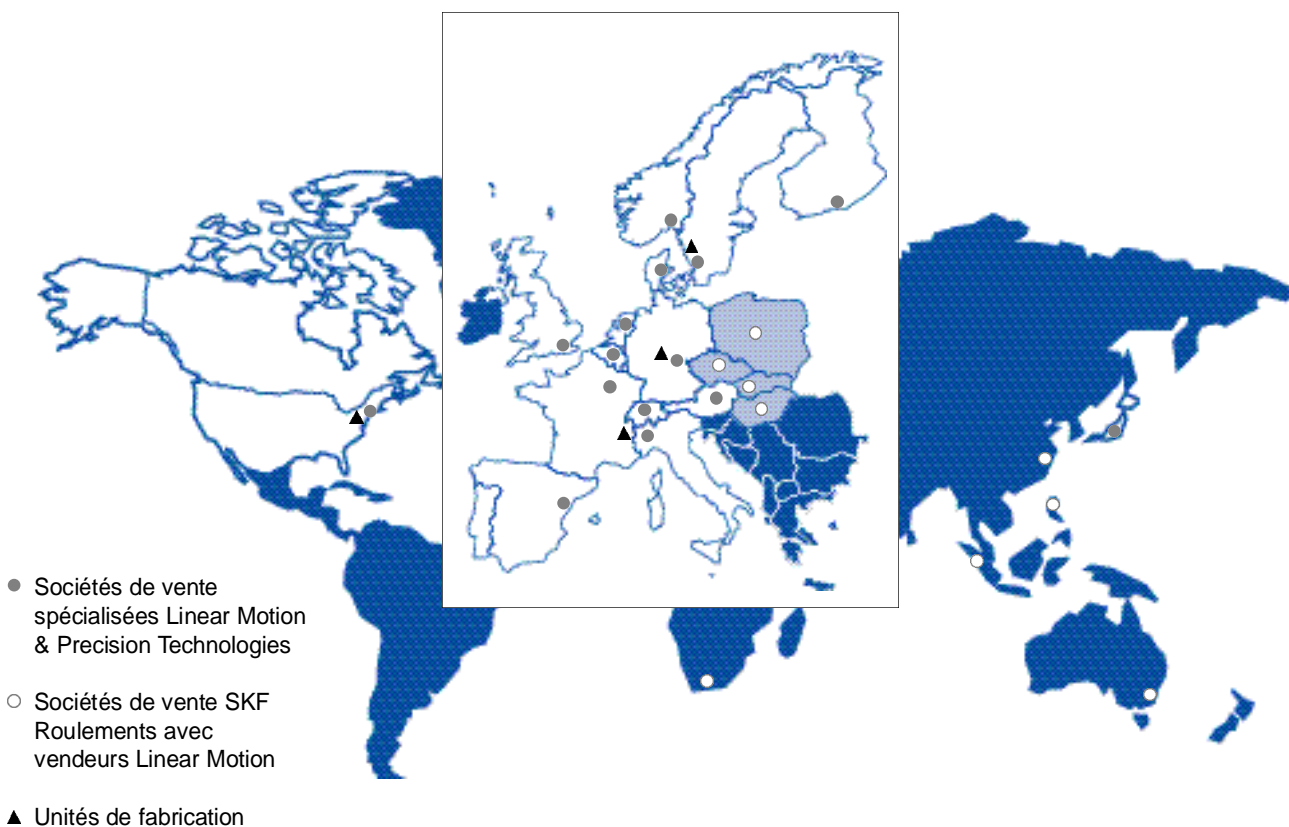 Sociétés de vente
spécialisées Linear Motion
& Precision Technologies
Sociétés de vente SKF
Roulements avec
vendeurs Linear Motion
Unités de fabrication